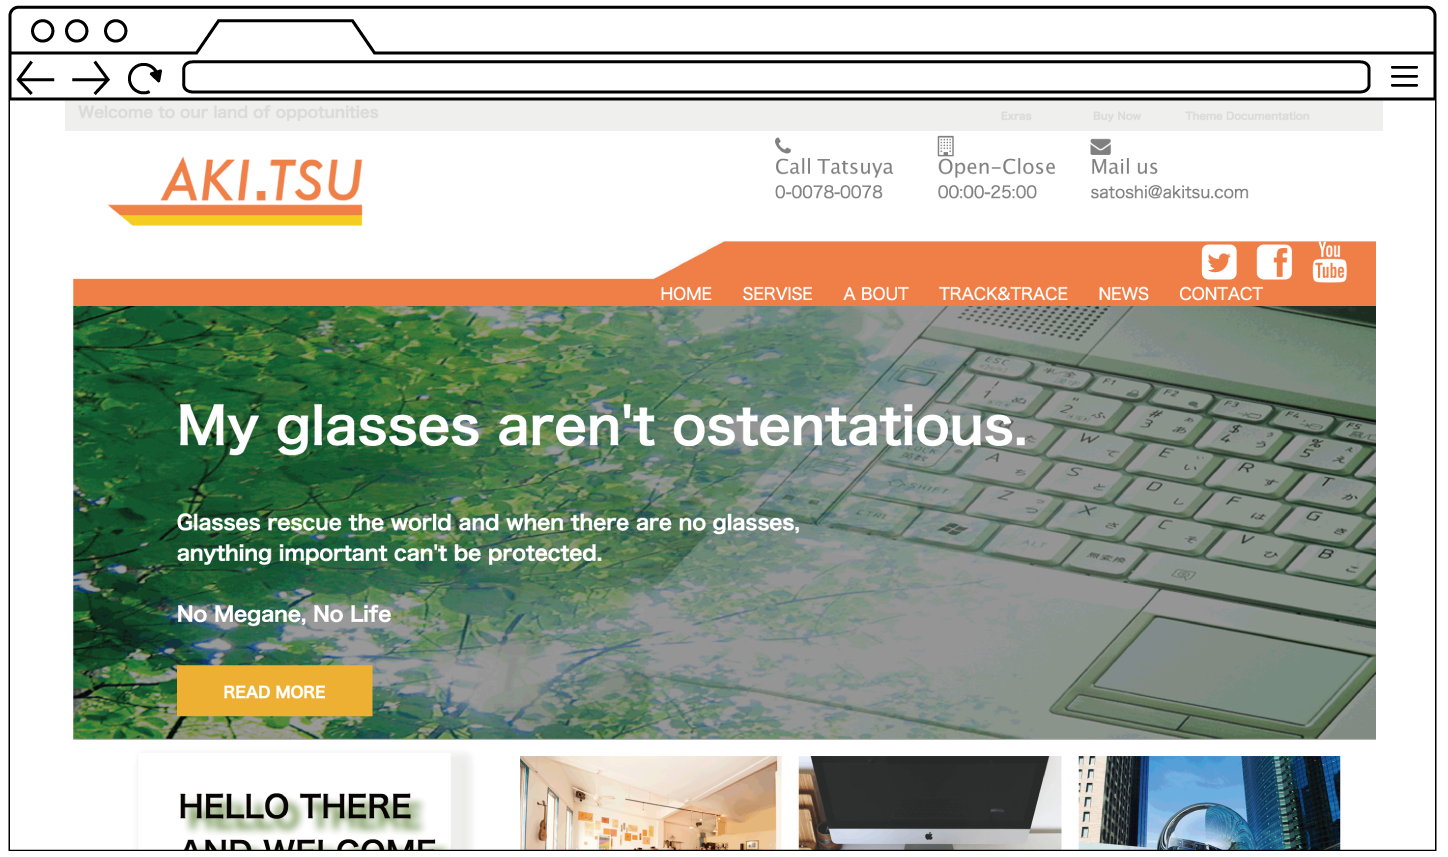 Welcome to our land of oppotunities
Exras
Buy Now
Theme Documentation
AKI.TSU
Call Tatsuya
0-0078-0078
Open-Close
00:00-25:00
Mail us
satoshi@akitsu.com
You
Tube
HOME
SERVISE
A BOUT
TRACK&TRACE
NEWS
CONTACT
My glasses aren't ostentatious.
Glasses rescue the world and when there are no glasses,
anything important can't be protected.
No Megane, No Life
READ MORE
HELLO THERE
AND WELCOME